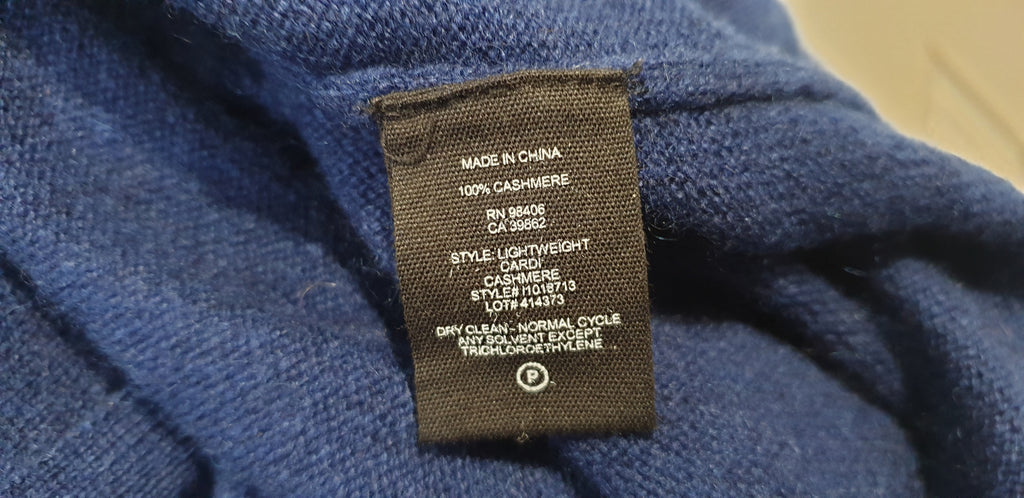 MADE IN CHINA
100% CASHMERE
RN 98406
CA 39862
STYLE: LIGHTWEIGHT
CARDI
CASHMERE
STYLE# I1018713
LOT# 414373
DRY CLEAN - NORMAL CYCLE
ANY SOLVENT EXCEPT
TRICHLOROETHYLENE
P